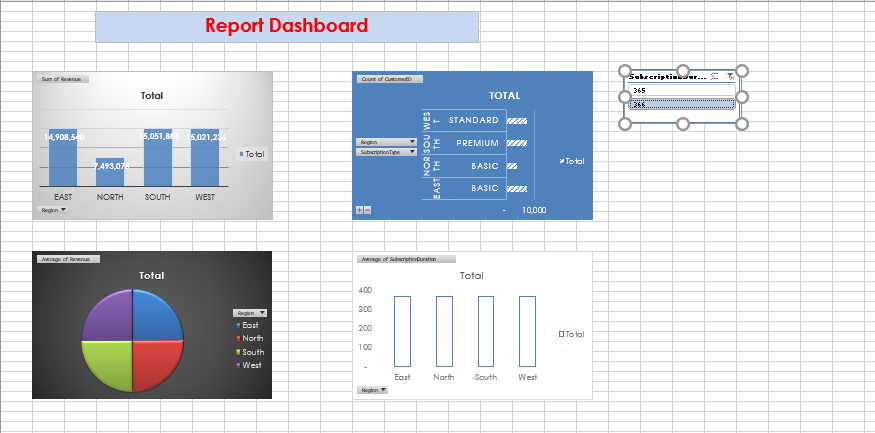 Report Dashboard
Sum of Revenue
Total
14,908,540
7,493,073
15,051,884
15,021,236
Total
EAST NORTH SOUTH WEST
Region
Count of CustomerID
TOTAL
Region
SubscriptionType
WEST
SOUTH
NORTH
EAST
STANDARD
PREMIUM
BASIC
BASIC
Total
- 10,000
365
366
Average of Revenue
Total
Region
East
North
South
West
Average of SubscriptionDuration
Total
400
300
200
100
-
East North South West
Total
Region